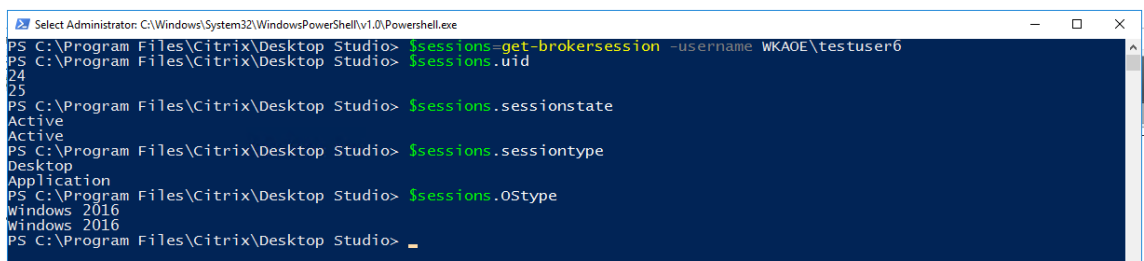 Select Administrator: C:\Windows\System32\WindowsPowerShell\v1.0\Powershell.exe
PS C:\Program Files\Citrix\Desktop Studio> $sessions=get-brokersession -username WKAOE\testuser6
PS C:\Program Files\Citrix\Desktop Studio> $sessions.uid
24
25
PS C:\Program Files\Citrix\Desktop Studio> $sessions.sessionstate
Active
Active
PS C:\Program Files\Citrix\Desktop Studio> $sessions.sessiontype
Desktop
Application
PS C:\Program Files\Citrix\Desktop Studio> $sessions.OStype
Windows 2016
Windows 2016
PS C:\Program Files\Citrix\Desktop Studio> _